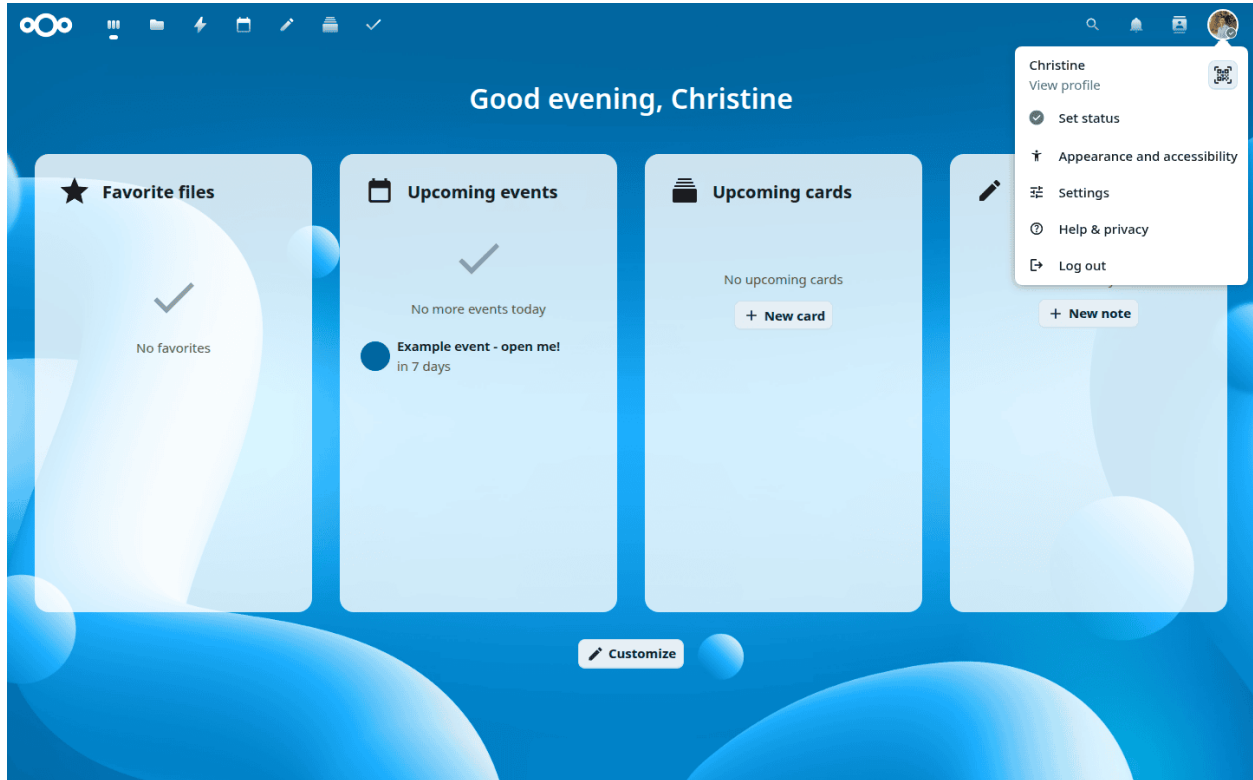 Good evening, Christine
Christine
View profile
Set status
Appearance and accessibility
Settings
Help & privacy
Log out
Favorite files
No favorites
Upcoming events
No more events today
Example event - open me!
in 7 days
Upcoming cards
No upcoming cards
+ New card
+ New note
Customize